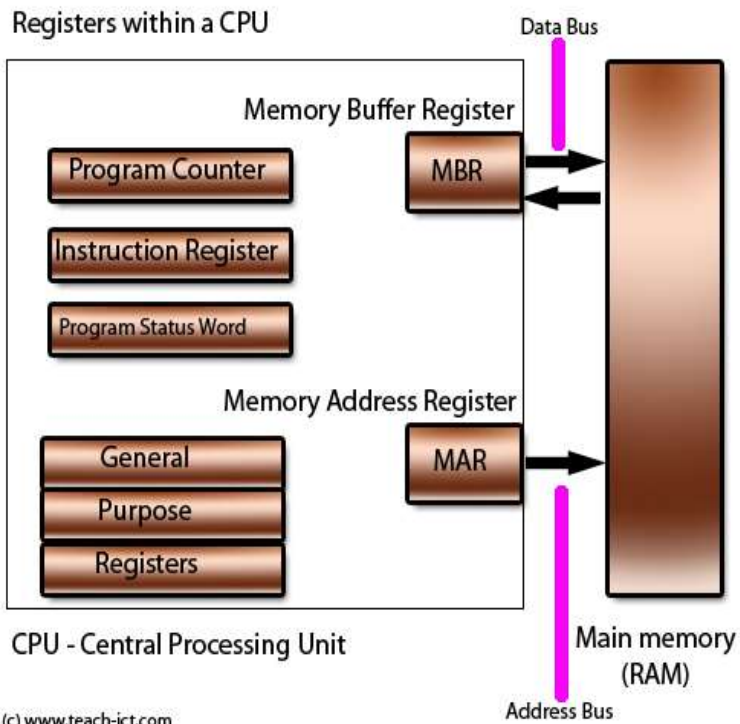 Registers within a CPU
Data Bus
Memory Buffer Register
Program Counter
MBR
Instruction Register
Program Status Word
Memory Address Register
General
MAR
Purpose
Registers
CPU - Central Processing Unit
Main memory
(RAM)
Address Bus
(c) www.teach-ict.com